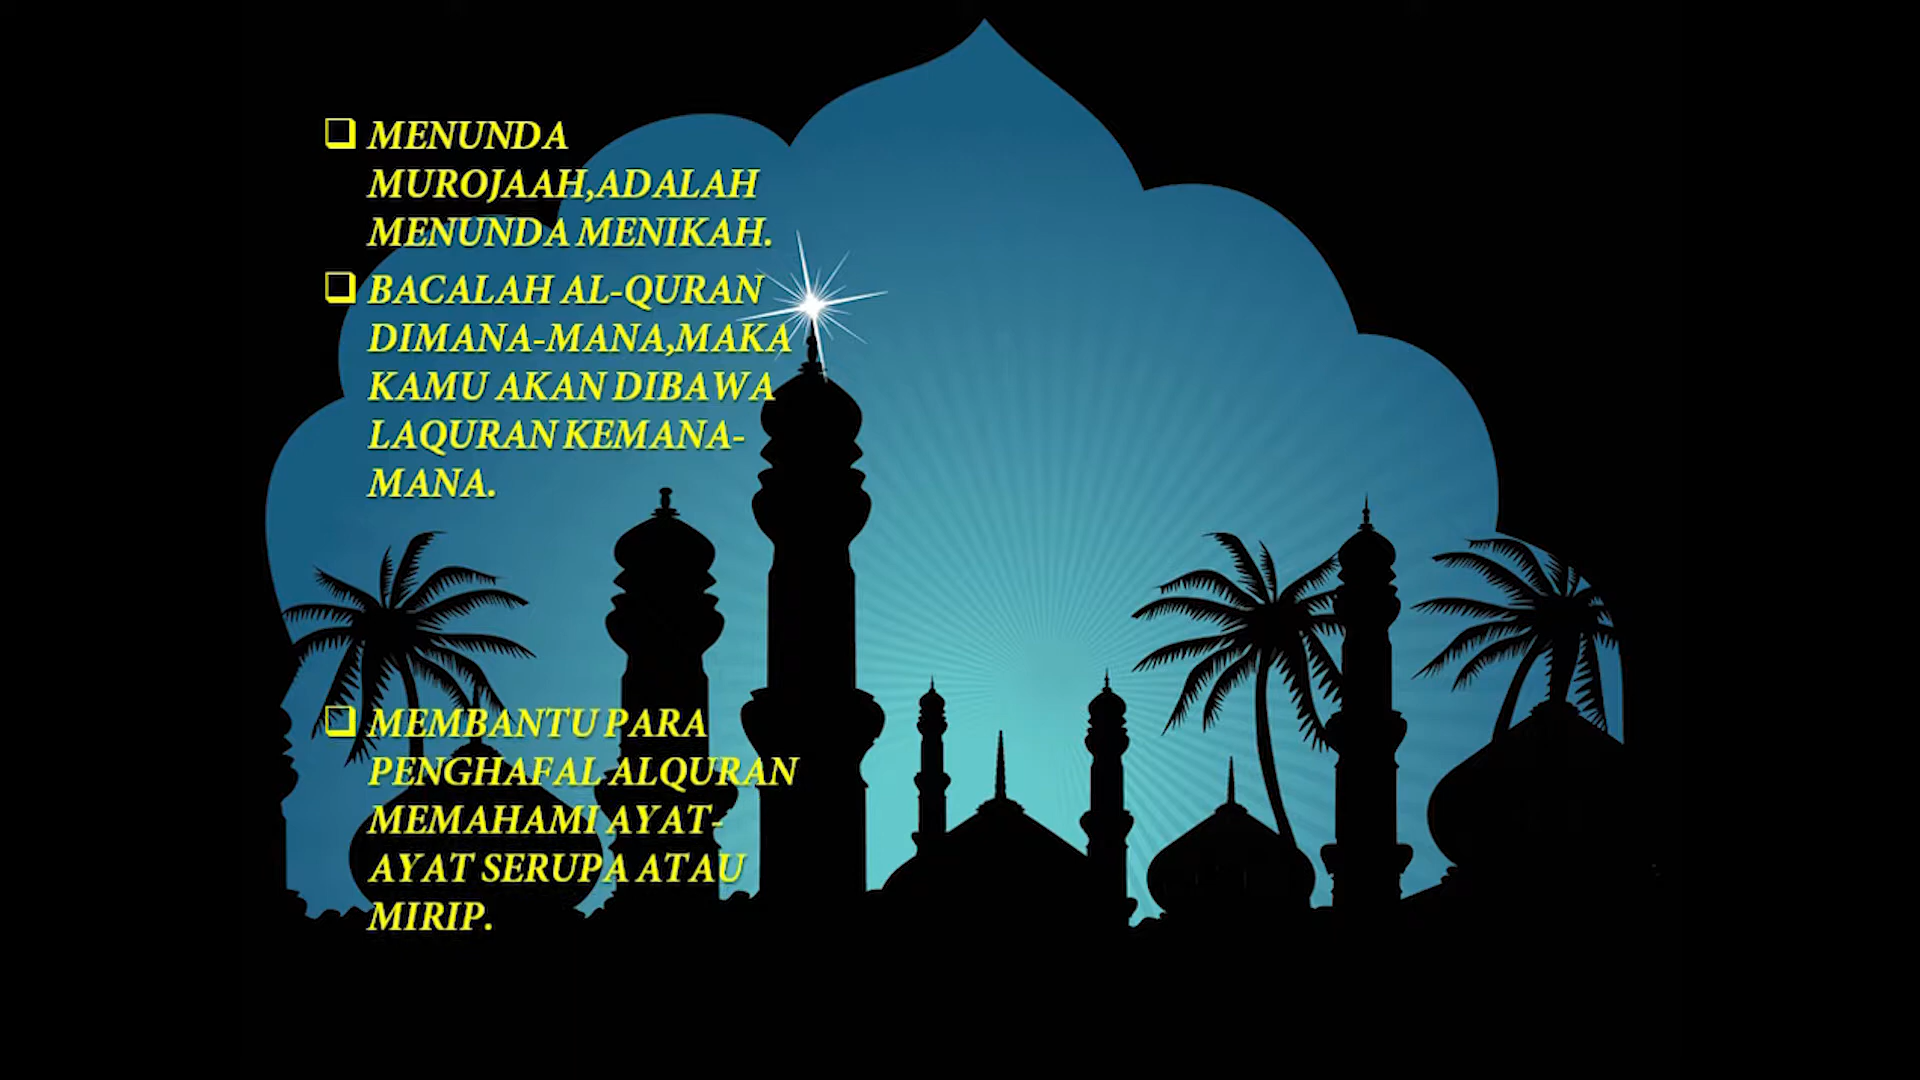 MENUNDA
MUROJAAH,ADALAH
MENUNDA MENIKAH.
BACALAH AL-QURAN
DIMANA-MANA,MAKA
KAMU AKAN DIBAWA
LAQURAN KEMANA-
MANA.
MEMBANTU PARA
PENGHAFAL ALQURAN
MEMAHAMI AYAT-
AYAT SERUPA ATAU
MIRIP.